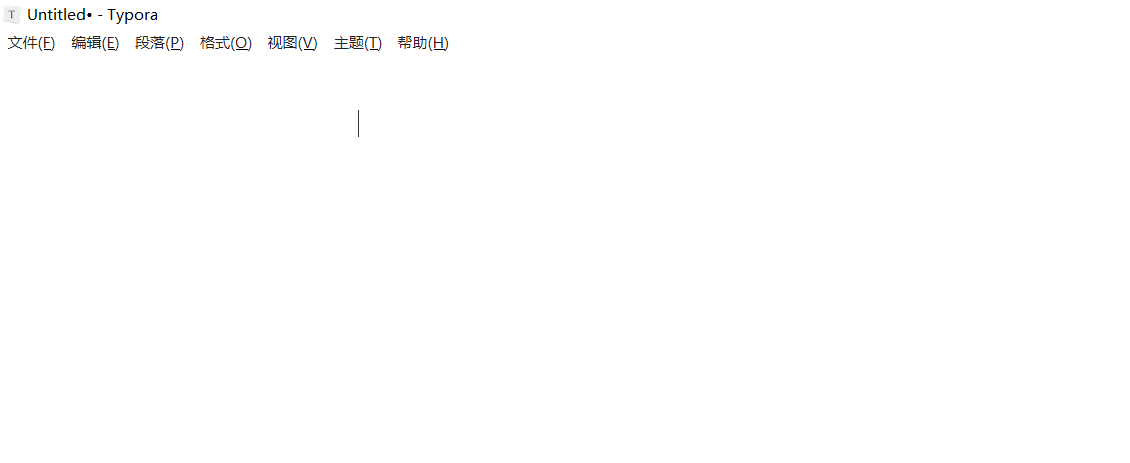 T Untitled• - Typora
文件(F) 编辑(E) 段落(P) 格式(O) 视图(V) 主题(T) 帮助(H)